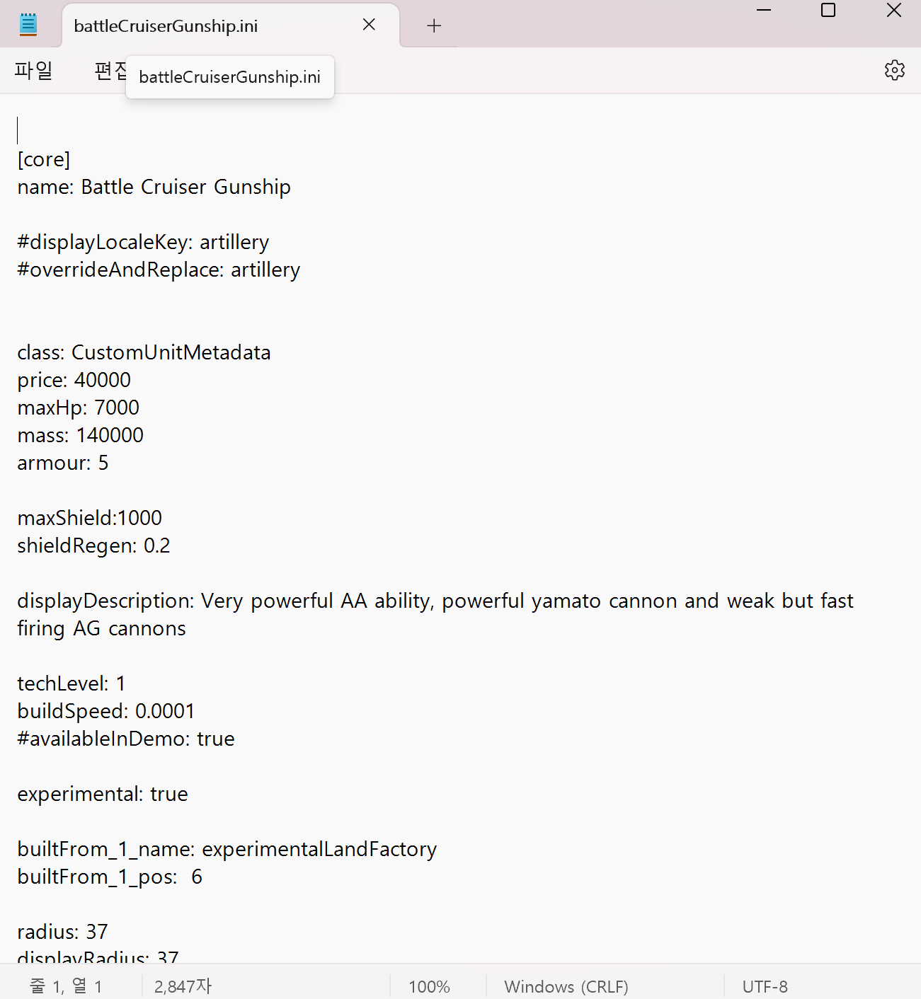 battleCruiserGunship.ini
파일 편집
battleCruiserGunship.ini
[core]
name: Battle Cruiser Gunship
#displayLocaleKey: artillery
#overrideAndReplace: artillery
class: CustomUnitMetadata
price: 40000
maxHp: 7000
mass: 140000
armour: 5
maxShield:1000
shieldRegen: 0.2
displayDescription: Very powerful AA ability, powerful yamato cannon and weak but fast
firing AG cannons
techLevel: 1
buildSpeed: 0.0001
#availableInDemo: true
experimental: true
builtFrom_1_name: experimentalLandFactory
builtFrom_1_pos:  6
radius: 37
displayRadius: 37
줄 1, 열 1 2,847자 100% Windows (CRLF) UTF-8